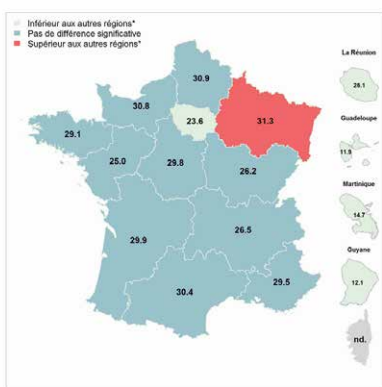 Inférieur aux autres régions*
Pas de différence significative
Supérieur aux autres régions*
La Réunion
28.1
Guadeloupe
11.5
Martinique
14.7
Guyane
12.1
nd.
30.9
30.8
23.6
31.3
29.1
25.0
29.8
26.2
29.9
26.5
30.4
29.5